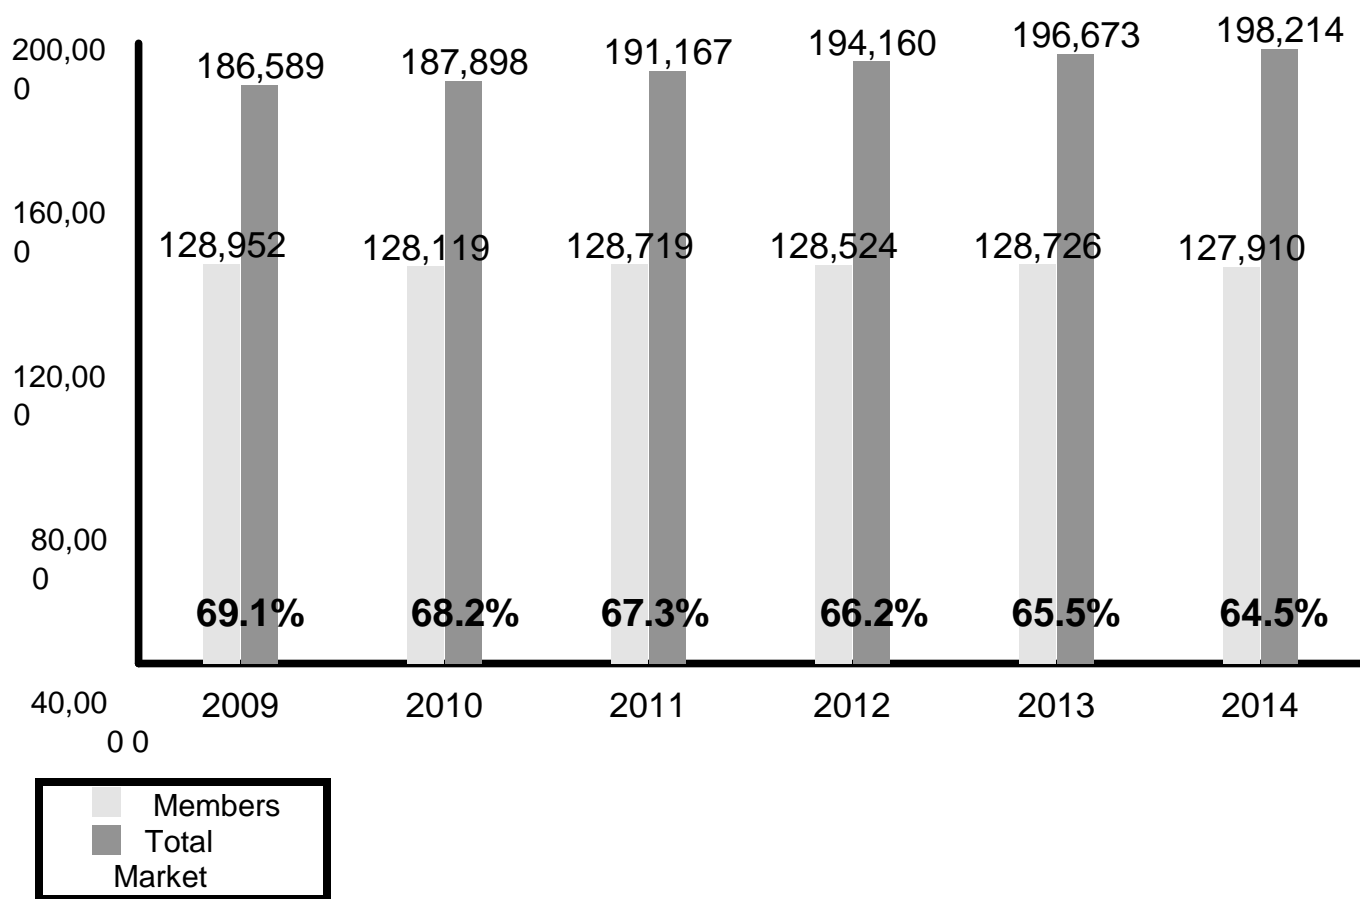 200,00
0
160,00
0
120,00
0
80,00
0
40,00
0 0
186,589 187,898 191,167 194,160 196,673 198,214
128,952 128,119 128,719 128,524 128,726 127,910
69.1% 68.2% 67.3% 66.2% 65.5% 64.5%
2009 2010 2011 2012 2013 2014
Members
Total
Market